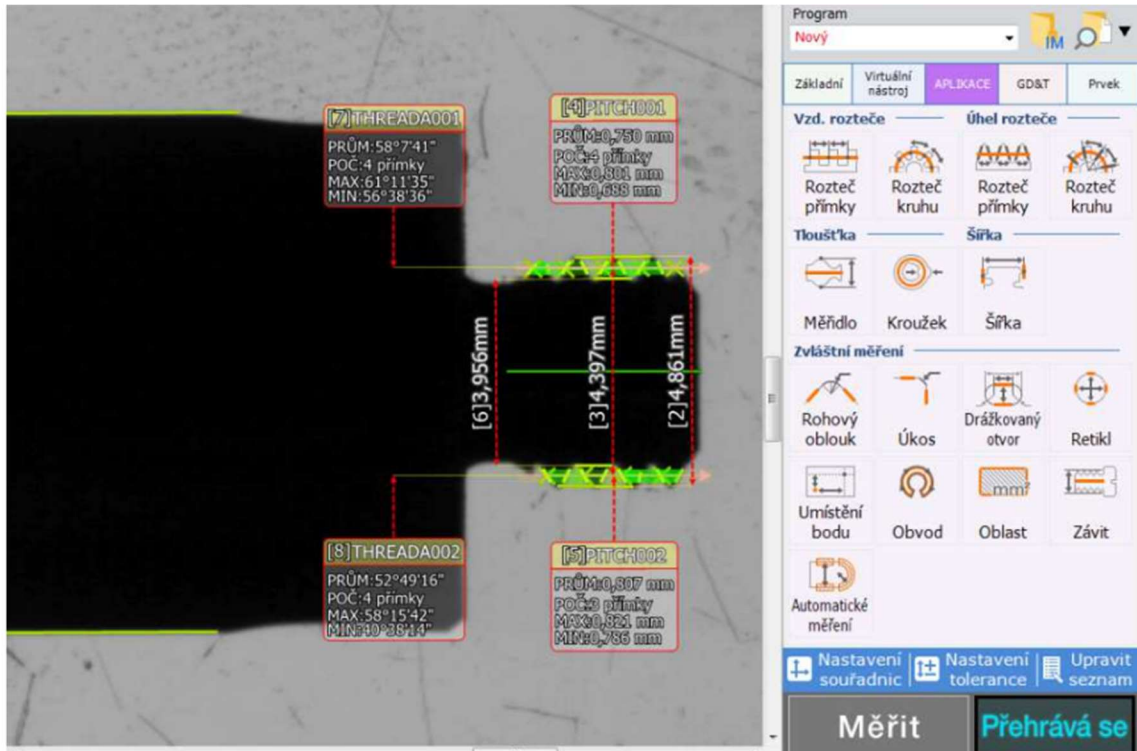 [7]THREADA001
PRŮM:58°7'41"
POČ:4 přímky
MAX:61°11'35"
MIN:56°38'36"
[4]PITCH001
PRŮM:0,750 mm
POČ:4 přímky
MAX:0,801 mm
MIN:0,688 mm
[6]3,956mm
[3]4,397mm
[2]4,861mm
[8]THREADA002
PRŮM:52°49'16"
POČ:4 přímky
MAX:58°15'42"
MIN:40°38'14"
[5]PITCH002
PRŮM:0,807 mm
POČ:3 přímky
MAX:0,821 mm
MIN:0,786 mm
Program
Nový
IM
Základní
Virtuální
nástroj
APLIKACE
GD&T
Prvek
Vzd. rozteče
Úhel rozteče
Rozteč
přímky
Rozteč
kruhu
Rozteč
přímky
Rozteč
kruhu
Tloušťka
Šířka
Měřidlo
Kroužek
Šířka
Zvláštní měření
Rohový
oblouk
Úkos
Drážkovaný
otvor
Retikl
Umístění
bodu
Obvod
mm²
Oblast
Závit
Automatické
měření
Nastavení
souřadnic
Nastavení
tolerance
Upravit
seznam
Měřit
Přehrává se